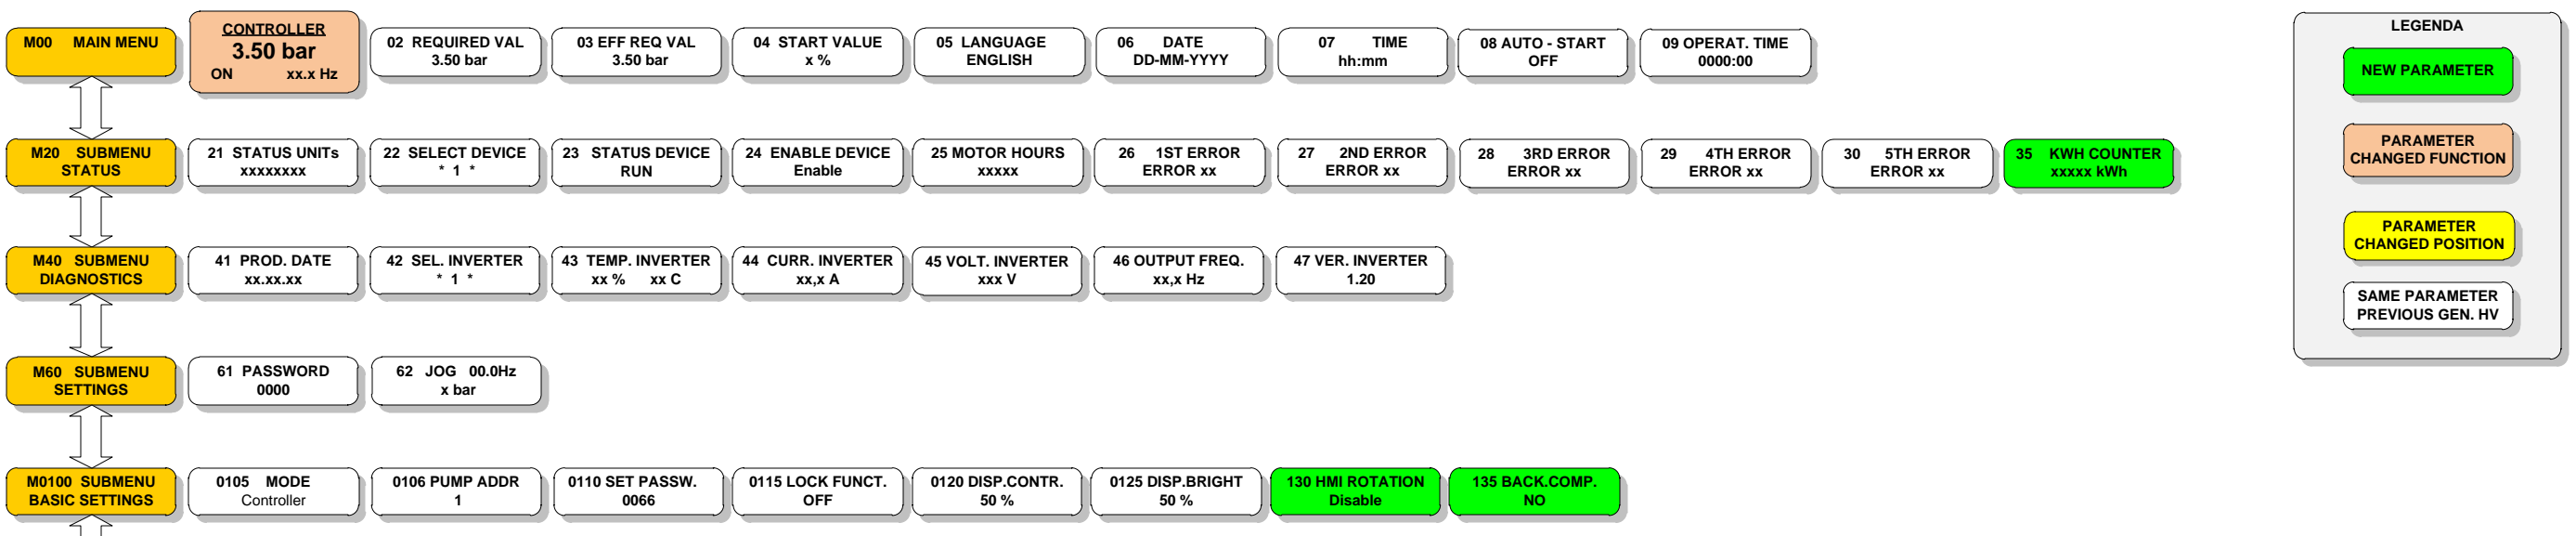 M00 MAIN MENU
CONTROLLER
3.50 bar
ON xx.x Hz
02 REQUIRED VAL
3.50 bar
03 EFF REQ VAL
3.50 bar
04 START VALUE
x %
05 LANGUAGE
ENGLISH
06 DATE
DD-MM-YYYY
07 TIME
hh:mm
08 AUTO - START
OFF
09 OPERAT. TIME
0000:00
M20 SUBMENU
STATUS
21 STATUS UNITs
xxxxxxxx
22 SELECT DEVICE
* 1 *
23 STATUS DEVICE
RUN
24 ENABLE DEVICE
Enable
25 MOTOR HOURS
xxxxx
26 1ST ERROR
ERROR xx
27 2ND ERROR
ERROR xx
28 3RD ERROR
ERROR xx
29 4TH ERROR
ERROR xx
30 5TH ERROR
ERROR xx
35 KWH COUNTER
xxxxx kWh
M40 SUBMENU
DIAGNOSTICS
41 PROD. DATE
xx.xx.xx
42 SEL. INVERTER
* 1 *
43 TEMP. INVERTER
xx % xx C
44 CURR. INVERTER
xx,x A
45 VOLT. INVERTER
xxx V
46 OUTPUT FREQ.
xx,x Hz
47 VER. INVERTER
1.20
M60 SUBMENU
SETTINGS
61 PASSWORD
0000
62 JOG 00.0Hz
x bar
M0100 SUBMENU
BASIC SETTINGS
0105 MODE
Controller
0106 PUMP ADDR
1
0110 SET PASSW.
0066
0115 LOCK FUNCT.
OFF
0120 DISP.CONTR.
50 %
0125 DISP.BRIGHT
50 %
130 HMI ROTATION
Disable
135 BACK.COMP.
NO
LEGENDA
NEW PARAMETER
PARAMETER
CHANGED FUNCTION
PARAMETER
CHANGED POSITION
SAME PARAMETER
PREVIOUS GEN. HV